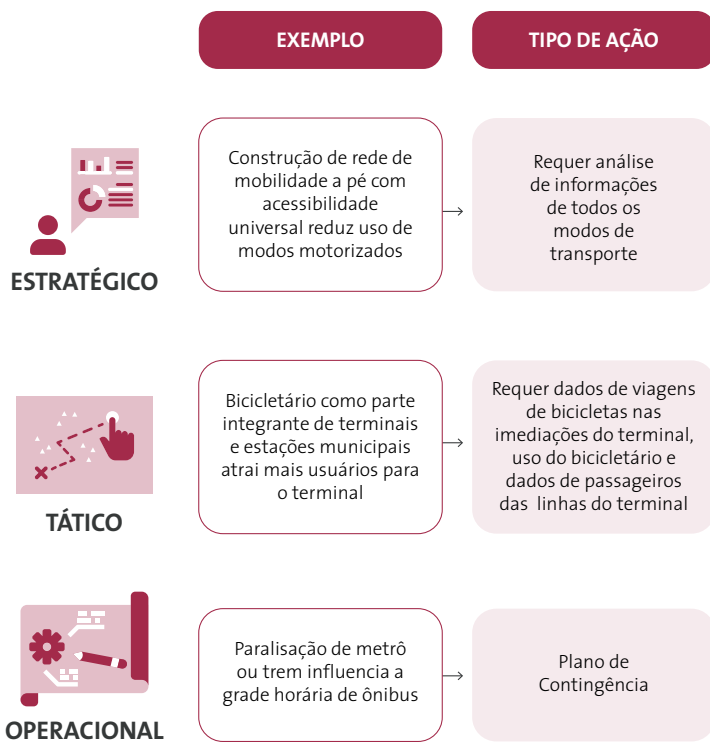 EXEMPLO
TIPO DE AÇÃO
ESTRATÉGICO
Construção de rede de
mobilidade a pé com
acessibilidade
universal reduz uso de
modos motorizados
Requer análise
de informações
de todos os
modos de
transporte
TÁTICO
Bicicletário como parte
integrante de terminais
e estações municipais
atrai mais usuários para
o terminal
Requer dados de viagens
de bicicletas nas
imediações do terminal,
uso do bicicletário e
dados de passageiros
das linhas do terminal
OPERACIONAL
Paralisação de metrô
ou trem influencia a
grade horária de ônibus
Plano de
Contingência